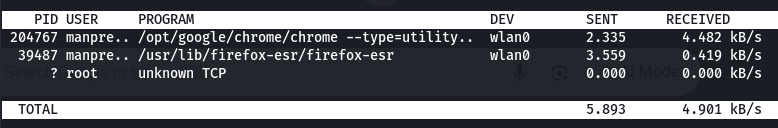 PID USER PROGRAM DEV SENT RECEIVED
204767 manpre.. /opt/google/chrome/chrome --type=utility.. wlan0 2.335 4.482 kB/s
39487 manpre.. /usr/lib/firefox-esr/firefox-esr wlan0 3.559 0.419 kB/s
? root unknown TCP 0.000 0.000 kB/s
TOTAL 5.893 4.901 kB/s